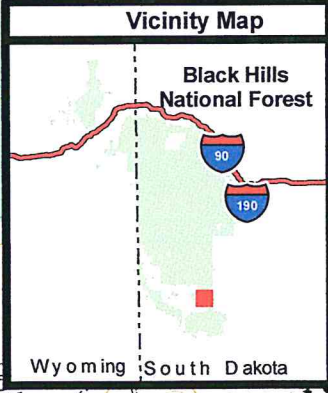 Vicinity Map
Black Hills
National Forest
90
190
Wyoming
South Dakota